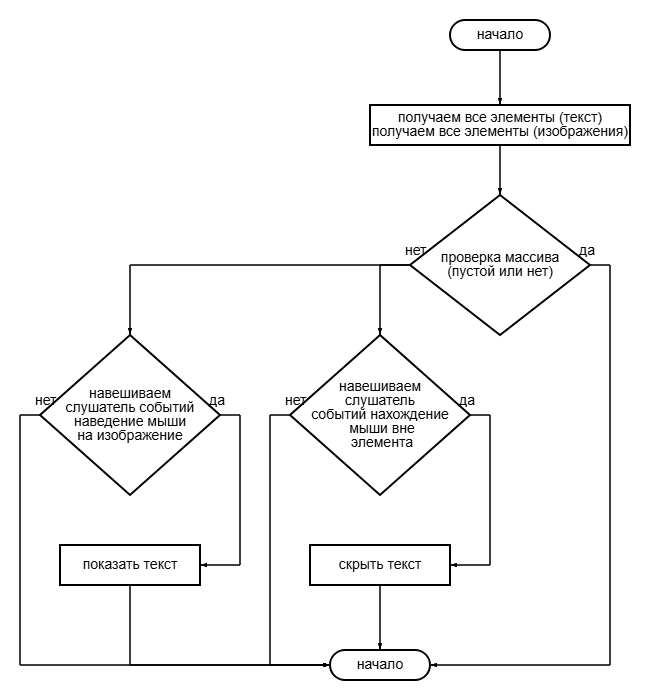 начало
получаем все элементы (текст)
получаем все элементы (изображения)
нет
да
проверка массива
(пустой или нет)
нет
да
навешиваем
слушатель событий
наведение мыши
на изображение
нет
да
навешиваем
слушатель
событий нахождение
мыши вне
элемента
показать текст
скрыть текст
начало